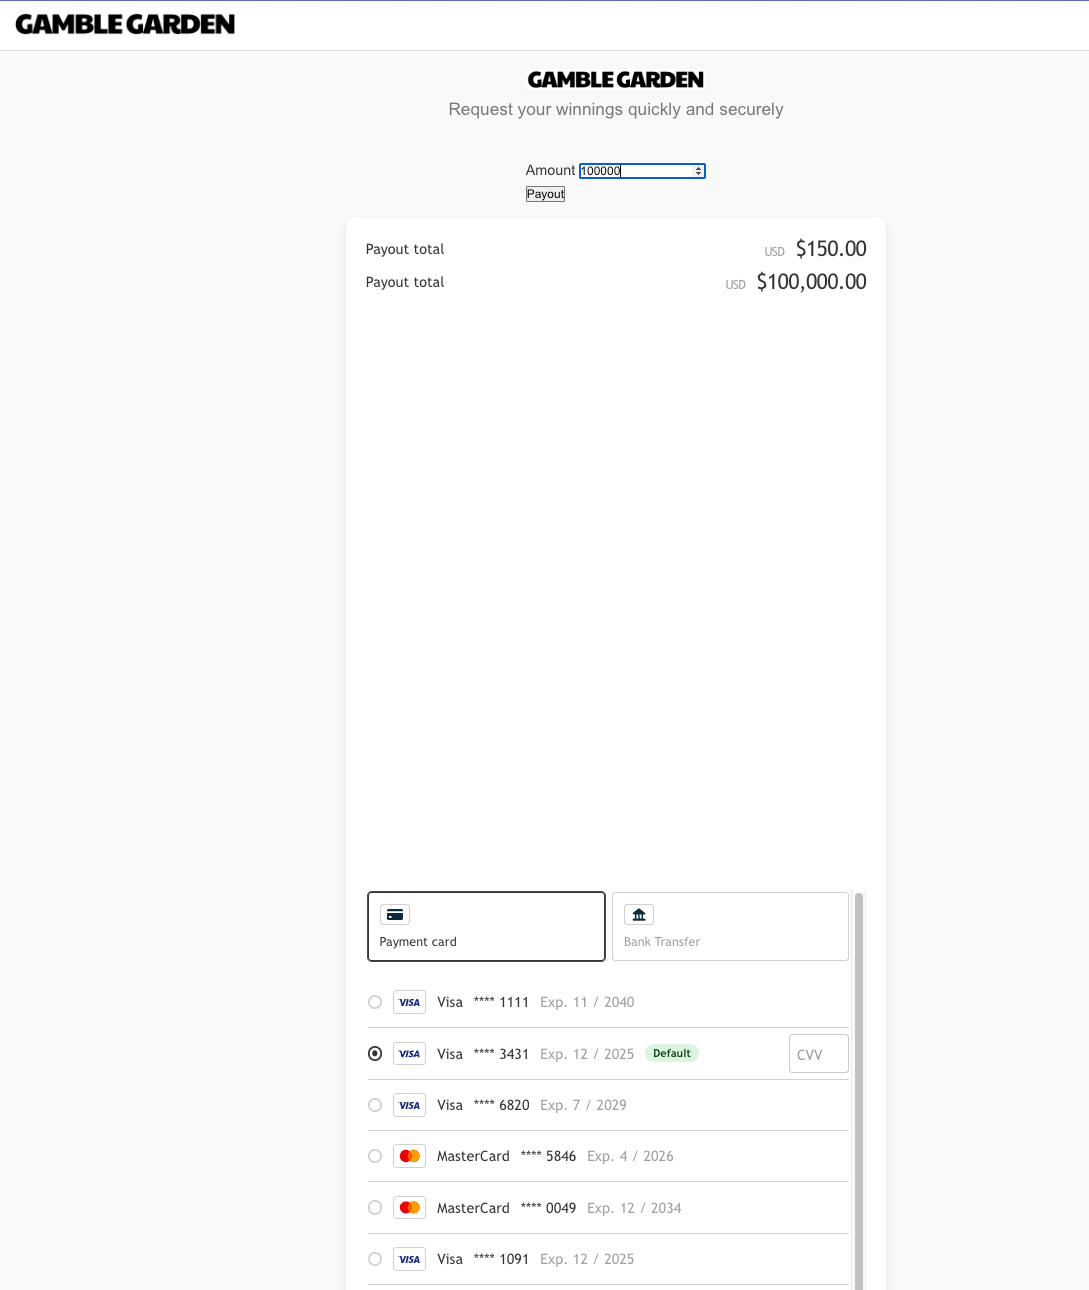 GAMBLE GARDEN
GAMBLE GARDEN
Request your winnings quickly and securely
Amount 100000
Payout
Payout total USD $150.00
Payout total USD $100,000.00
Payment card
Bank Transfer
VISA Visa **** 1111 Exp. 11 / 2040
VISA Visa **** 3431 Exp. 12 / 2025 Default CVV
VISA Visa **** 6820 Exp. 7 / 2029
MasterCard **** 5846 Exp. 4 / 2026
MasterCard **** 0049 Exp. 12 / 2034
VISA Visa **** 1091 Exp. 12 / 2025